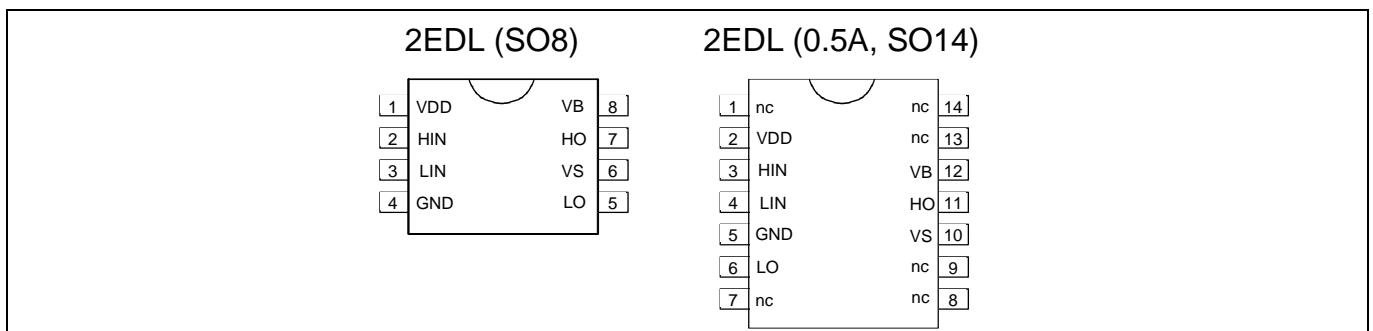 2EDL (SO8)
1 VDD VB 8
2 HIN HO 7
3 LIN VS 6
4 GND LO 5
2EDL (0.5A, SO14)
1 nc nc 14
2 VDD nc 13
3 HIN VB 12
4 LIN HO 11
5 GND VS 10
6 LO nc 9
7 nc nc 8